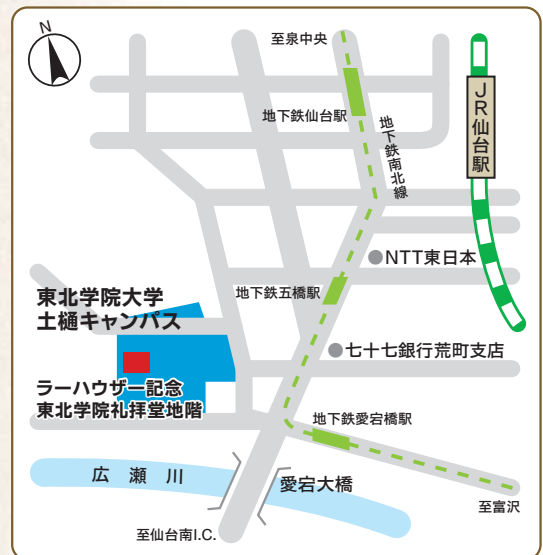 N
至泉中央
JR仙台駅
地下鉄仙台駅
地下鉄南北線
NTT東日本
東北学院大学
土樋キャンパス
地下鉄五橋駅
七十七銀行荒町支店
ラーハウザー記念
東北学院礼拝堂地階
地下鉄愛宕橋駅
広瀬川
愛宕大橋
至富沢
至仙台南I.C.